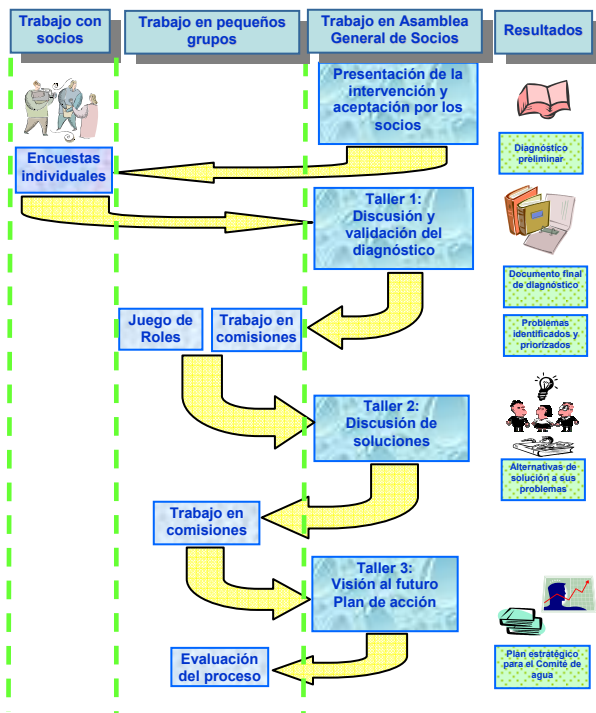 Trabajo con
socios
Trabajo en pequeños
grupos
Trabajo en Asamblea
General de Socios
Resultados
Presentación de la
intervención y
aceptación por los
socios
Diagnóstico
preliminar
Encuestas
individuales
Taller 1:
Discusión y
validación del
diagnóstico
Documento final
de diagnóstico
Juego de
Roles
Trabajo en
comisiones
Problemas
identificados y
priorizados
Taller 2:
Discusión de
soluciones
Alternativas de
solución a sus
problemas
Trabajo en
comisiones
Taller 3:
Visión al futuro
Plan de acción
Evaluación
del proceso
Plan estratégico
para el Comité de
agua